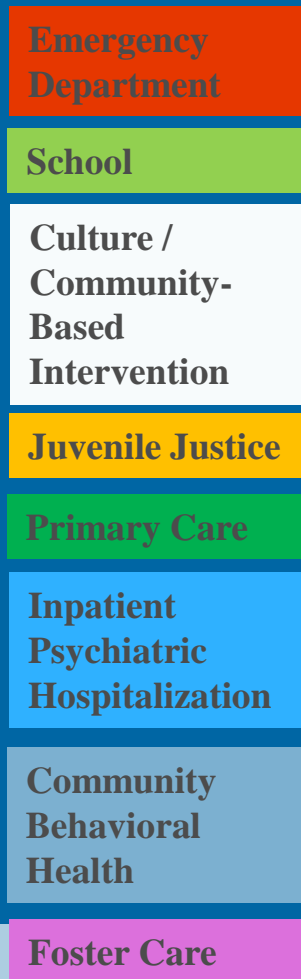 Emergency
Department
School
Culture /
Community-
Based
Intervention
Juvenile Justice
Primary Care
Inpatient
Psychiatric
Hospitalization
Community
Behavioral
Health
Foster Care